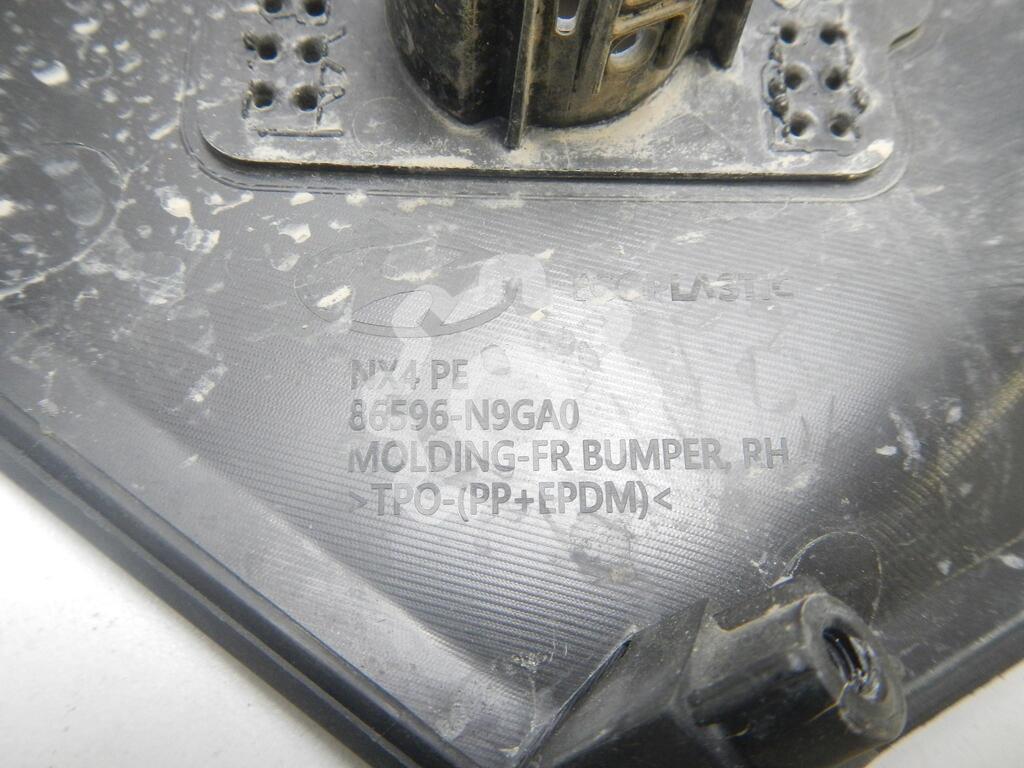 ECOPLASTIC
NX4 PE
86596-N9GA0
MOLDING-FR BUMPER, RH
>TPO-(PP+EPDM)<